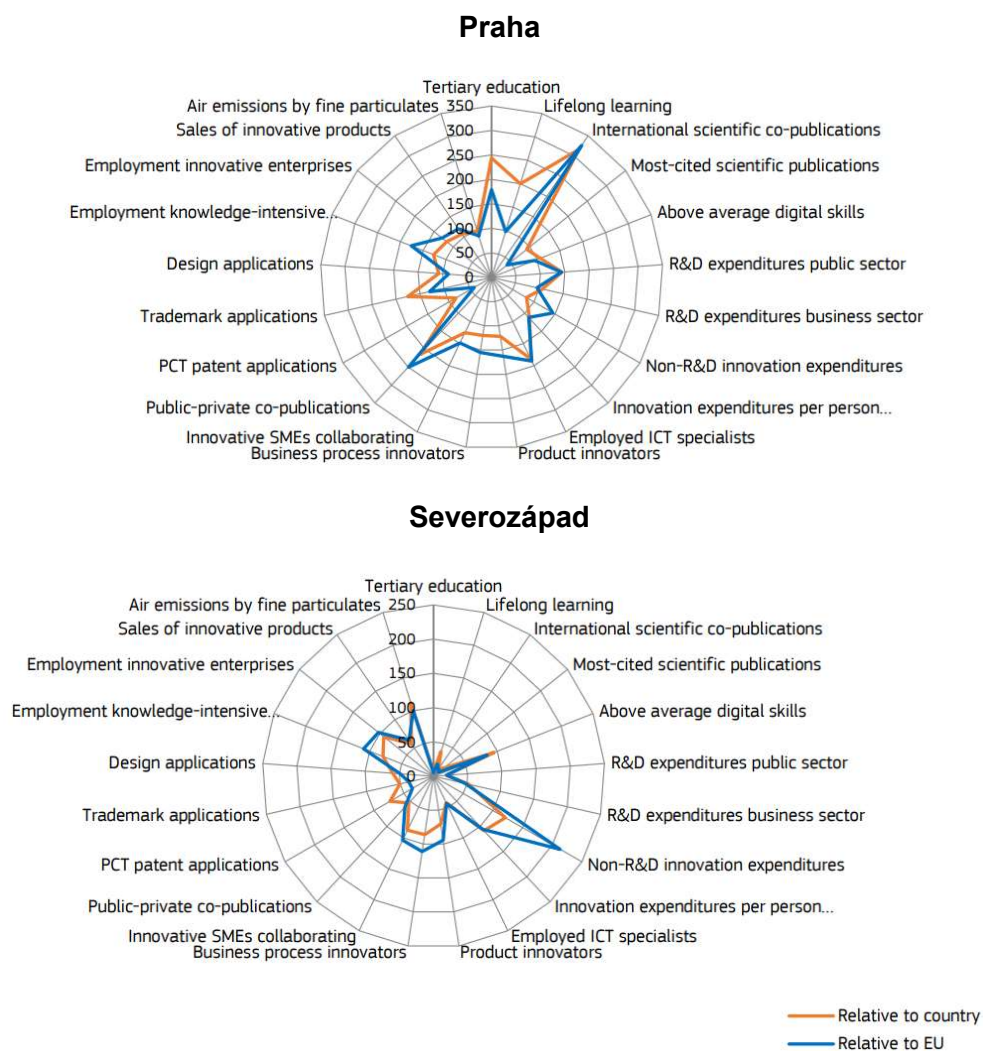 Praha
Tertiary education
Air emissions by fine particulates
350
Lifelong learning
Sales of innovative products
300
International scientific co-publications
Employment innovative enterprises
250
Most-cited scientific publications
200
Employment knowledge-intensive...
150
Above average digital skills
100
Design applications
50
R&D expenditures public sector
0
Trademark applications
R&D expenditures business sector
PCT patent applications
Non-R&D innovation expenditures
Public-private co-publications
Innovation expenditures per person...
Innovative SMEs collaborating
Employed ICT specialists
Business process innovators
Product innovators
Severozápad
Tertiary education
Air emissions by fine particulates
250
Lifelong learning
Sales of innovative products
200
International scientific co-publications
Employment innovative enterprises
150
Most-cited scientific publications
Employment knowledge-intensive...
100
Above average digital skills
50
Design applications
0
R&D expenditures public sector
Trademark applications
R&D expenditures business sector
PCT patent applications
Non-R&D innovation expenditures
Public-private co-publications
Innovation expenditures per person...
Innovative SMEs collaborating
Employed ICT specialists
Business process innovators
Product innovators
Relative to country
Relative to EU